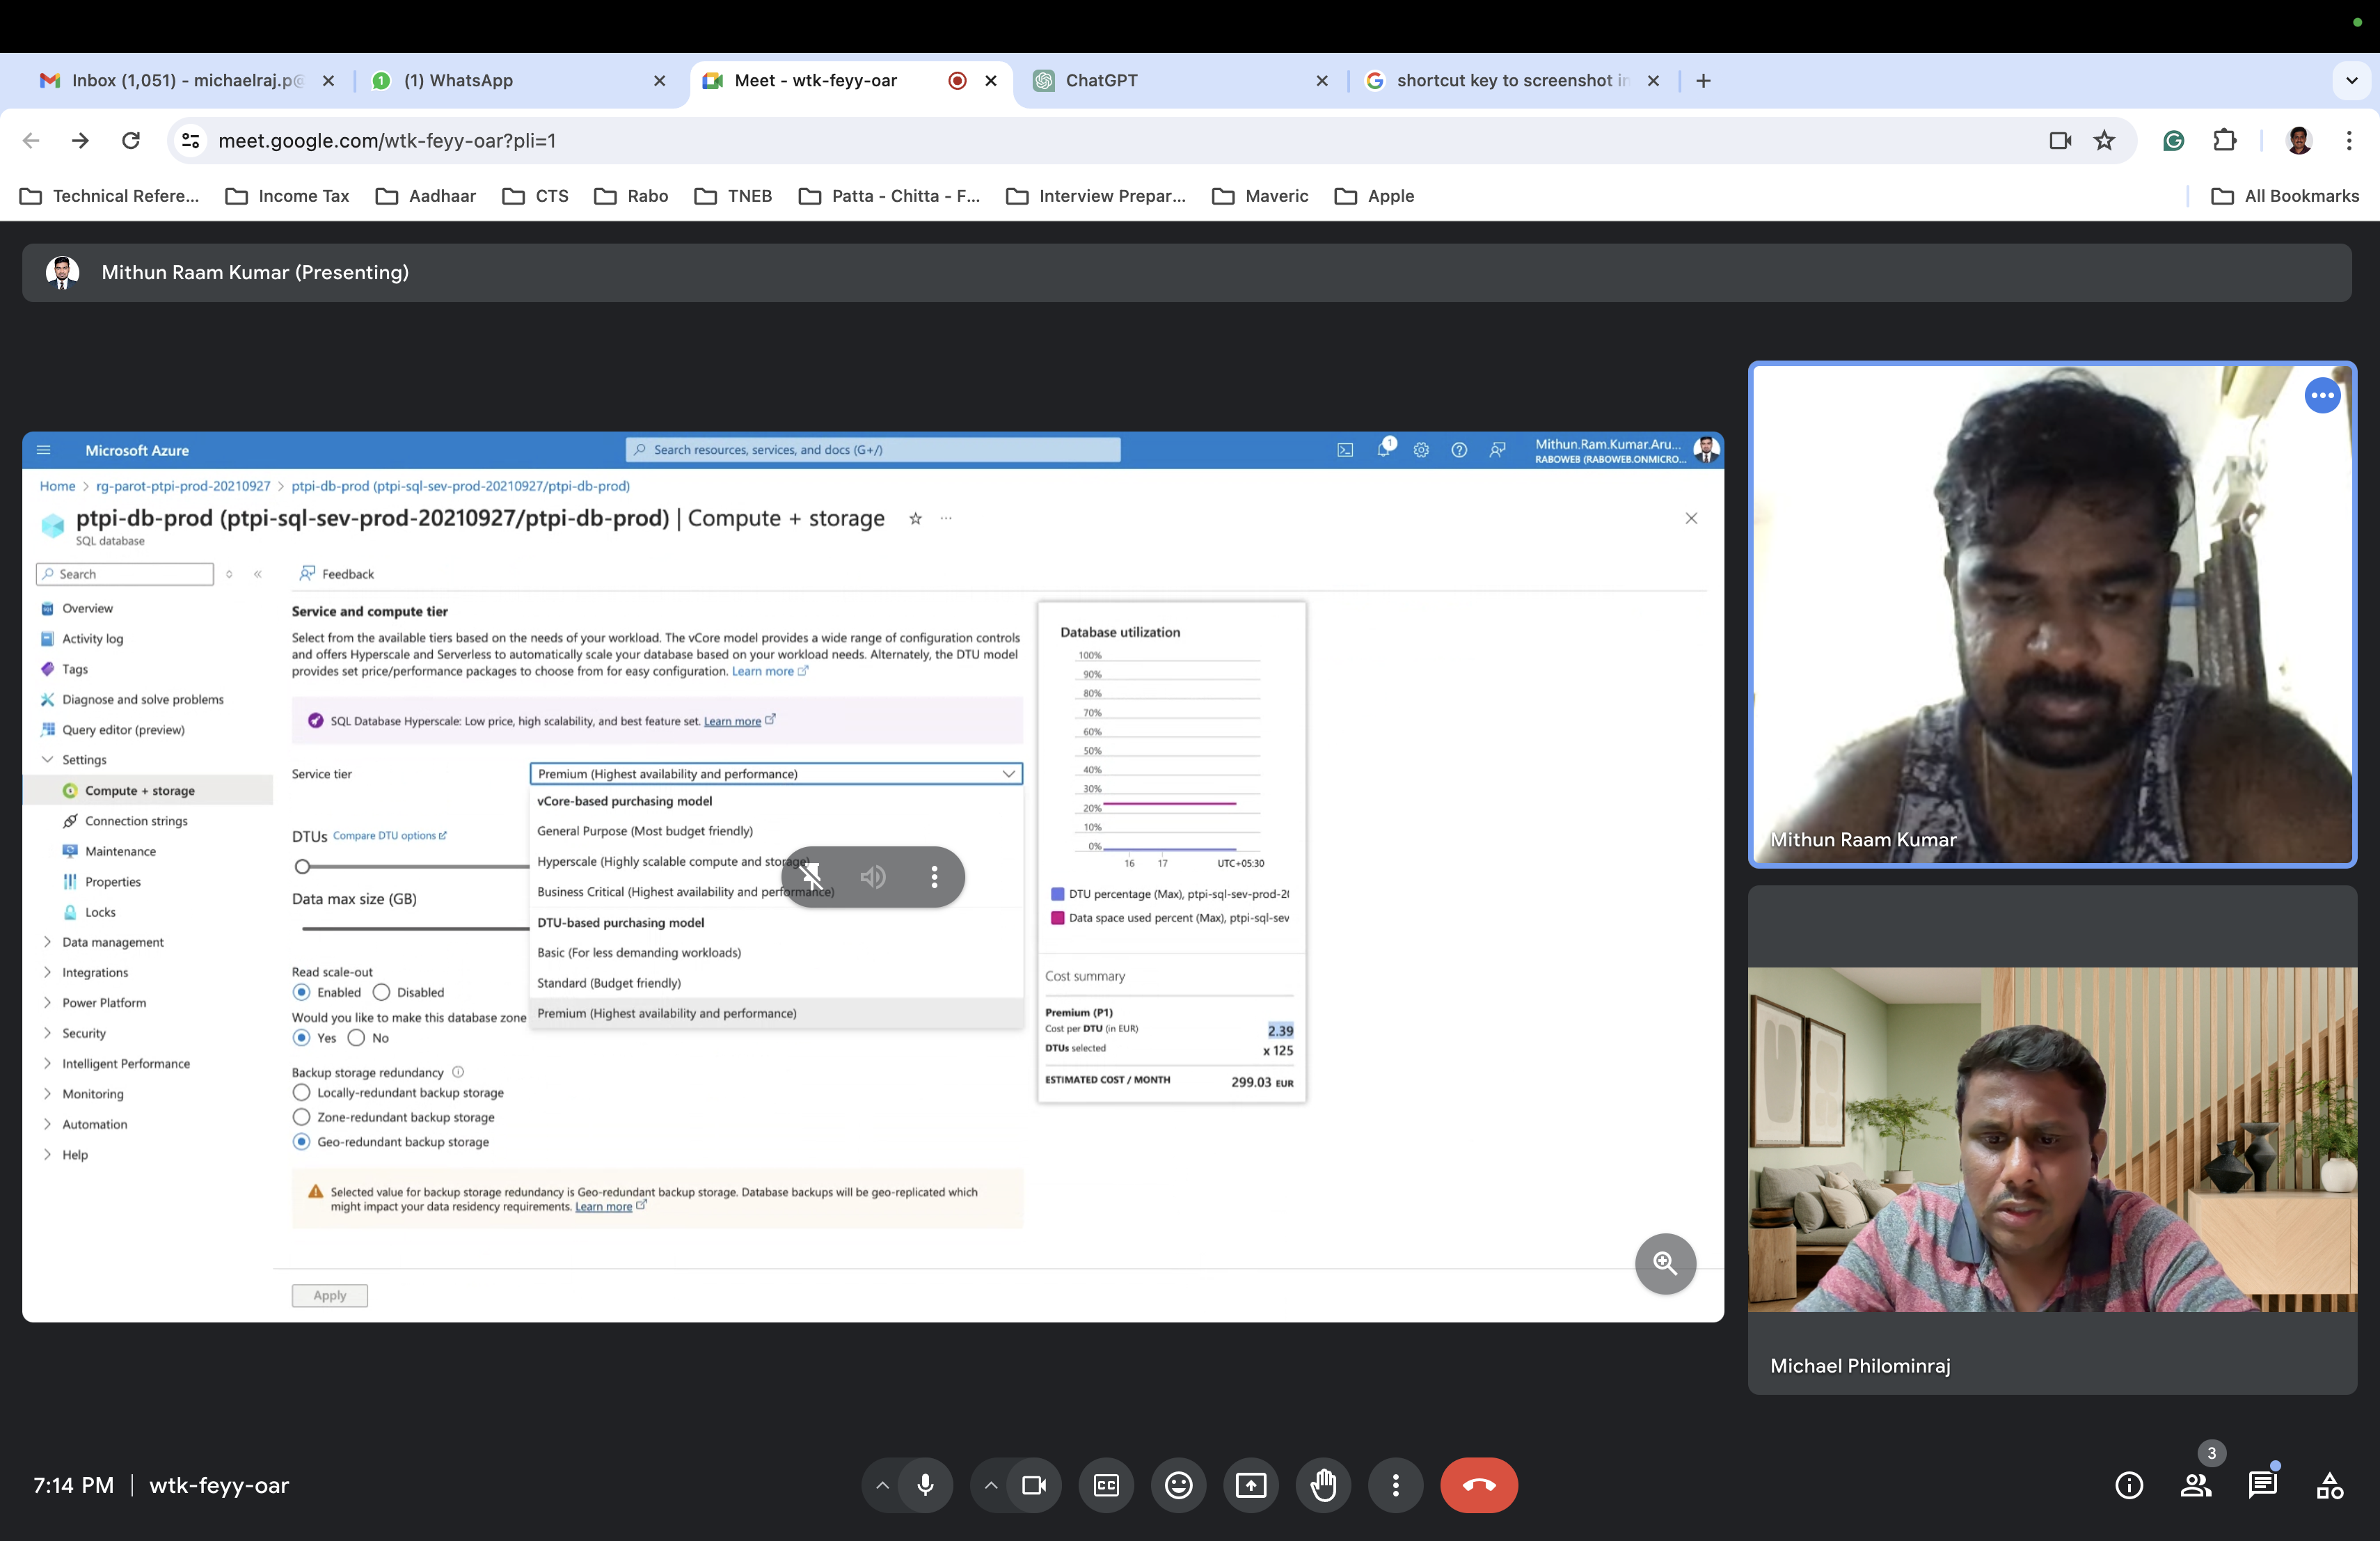 Inbox (1,051) - michaelraj.p@
1
(1) WhatsApp
Meet - wtk-feyy-oar
ChatGPT
shortcut key to screenshot in
meet.google.com/wtk-feyy-oar?pli=1
Technical Refere...
Income Tax
Aadhaar
CTS
Rabo
TNEB
Patta - Chitta - F...
Interview Prepar...
Maveric
Apple
All Bookmarks
Mithun Raam Kumar (Presenting)
Microsoft Azure
Search resources, services, and docs (G+/)
1
Mithun.Ram.Kumar.Aru...
RABOWEB (RABOWEB.ONMICRO...
Home > rg-parot-ptpi-prod-20210927 > ptpi-db-prod (ptpi-sql-sev-prod-20210927/ptpi-db-prod)
ptpi-db-prod (ptpi-sql-sev-prod-20210927/ptpi-db-prod) | Compute + storage
SQL database
Search
Overview
Activity log
Tags
Diagnose and solve problems
Query editor (preview)
Settings
Compute + storage
Connection strings
Maintenance
Properties
Locks
Data management
Integrations
Power Platform
Security
Intelligent Performance
Monitoring
Automation
Help
Feedback
Service and compute tier
Select from the available tiers based on the needs of your workload. The vCore model provides a wide range of configuration controls
and offers Hyperscale and Serverless to automatically scale your database based on your workload needs. Alternately, the DTU model
provides set price/performance packages to choose from for easy configuration. Learn more
SQL Database Hyperscale: Low price, high scalability, and best feature set. Learn more
Service tier
Premium (Highest availability and performance)
vCore-based purchasing model
General Purpose (Most budget friendly)
Hyperscale (Highly scalable compute and storage)
Business Critical (Highest availability and performance)
DTU-based purchasing model
Basic (For less demanding workloads)
Standard (Budget friendly)
Premium (Highest availability and performance)
DTUs Compare DTU options
Data max size (GB)
Read scale-out
Enabled
Disabled
Would you like to make this database zone
Yes
No
Backup storage redundancy
Locally-redundant backup storage
Zone-redundant backup storage
Geo-redundant backup storage
Selected value for backup storage redundancy is Geo-redundant backup storage. Database backups will be geo-replicated which
might impact your data residency requirements. Learn more
Apply
Database utilization
100%
90%
80%
70%
60%
50%
40%
30%
20%
10%
0%
16
17
UTC+05:30
DTU percentage (Max), ptpi-sql-sev-prod-20
Data space used percent (Max), ptpi-sql-sev
Cost summary
Premium (P1)
Cost per DTU (in EUR)
2.39
DTUs selected
x 125
ESTIMATED COST / MONTH
299.03 EUR
Mithun Raam Kumar
Michael Philominraj
7:14 PM
wtk-feyy-oar
CC
3